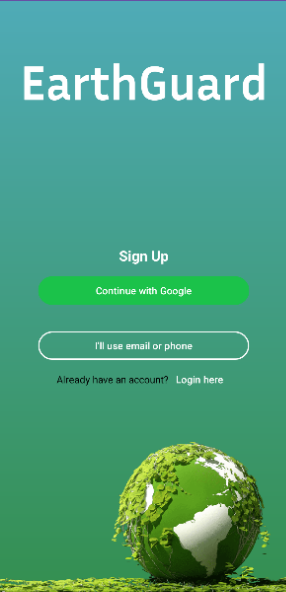 EarthGuard
Sign Up
Continue with Google
I'll use email or phone
Already have an account? Login here